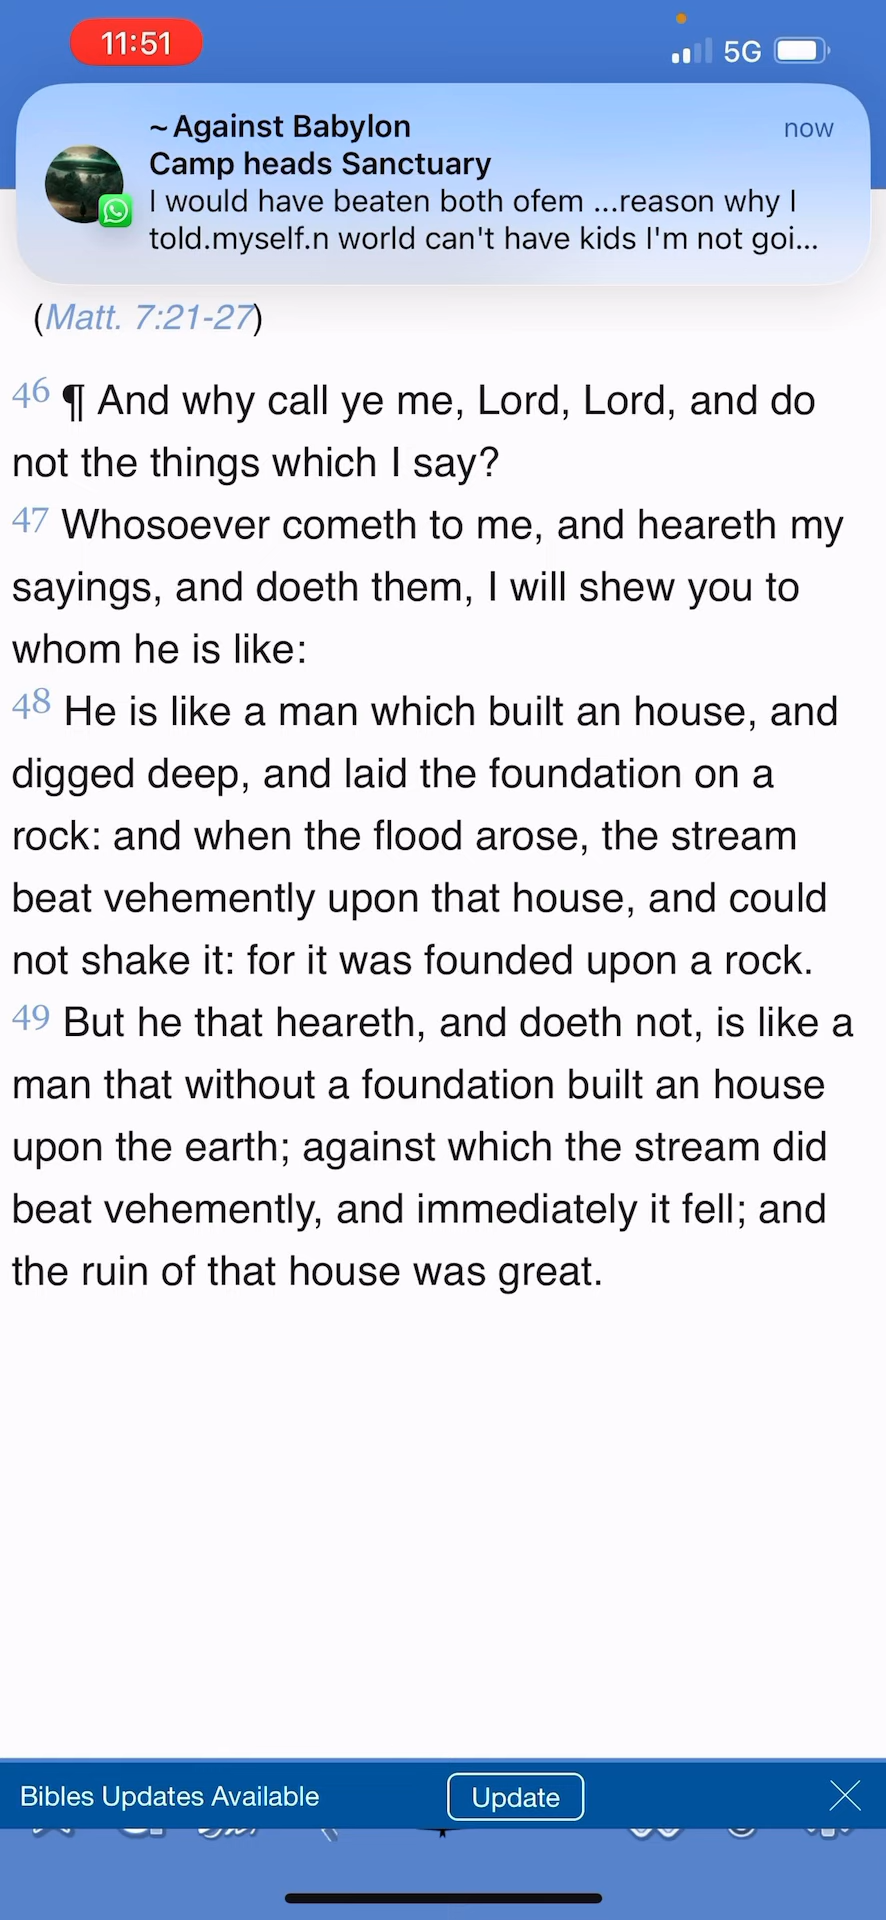 11:51
5G
~Against Babylon
now
Camp heads Sanctuary
I would have beaten both ofem ...reason why I
told.myself.n world can't have kids I'm not goi...
(Matt. 7:21-27)
46 ¶ And why call ye me, Lord, Lord, and do
not the things which I say?
47 Whosoever cometh to me, and heareth my
sayings, and doeth them, I will shew you to
whom he is like:
48 He is like a man which built an house, and
digged deep, and laid the foundation on a
rock: and when the flood arose, the stream
beat vehemently upon that house, and could
not shake it: for it was founded upon a rock.
49 But he that heareth, and doeth not, is like a
man that without a foundation built an house
upon the earth; against which the stream did
beat vehemently, and immediately it fell; and
the ruin of that house was great.
Bibles Updates Available
Update